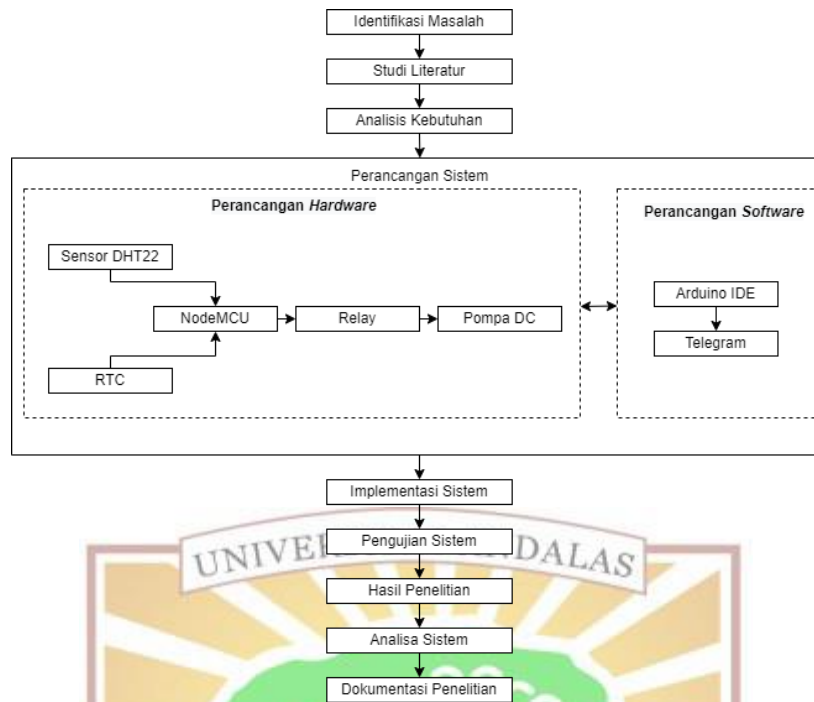 Identifikasi Masalah
Studi Literatur
Analisis Kebutuhan
Perancangan Sistem
Perancangan Hardware
Sensor DHT22
NodeMCU
Relay
Pompa DC
RTC
Perancangan Software
Arduino IDE
Telegram
Implementasi Sistem
Pengujian Sistem
Hasil Penelitian
Analisa Sistem
Dokumentasi Penelitian
DALAS